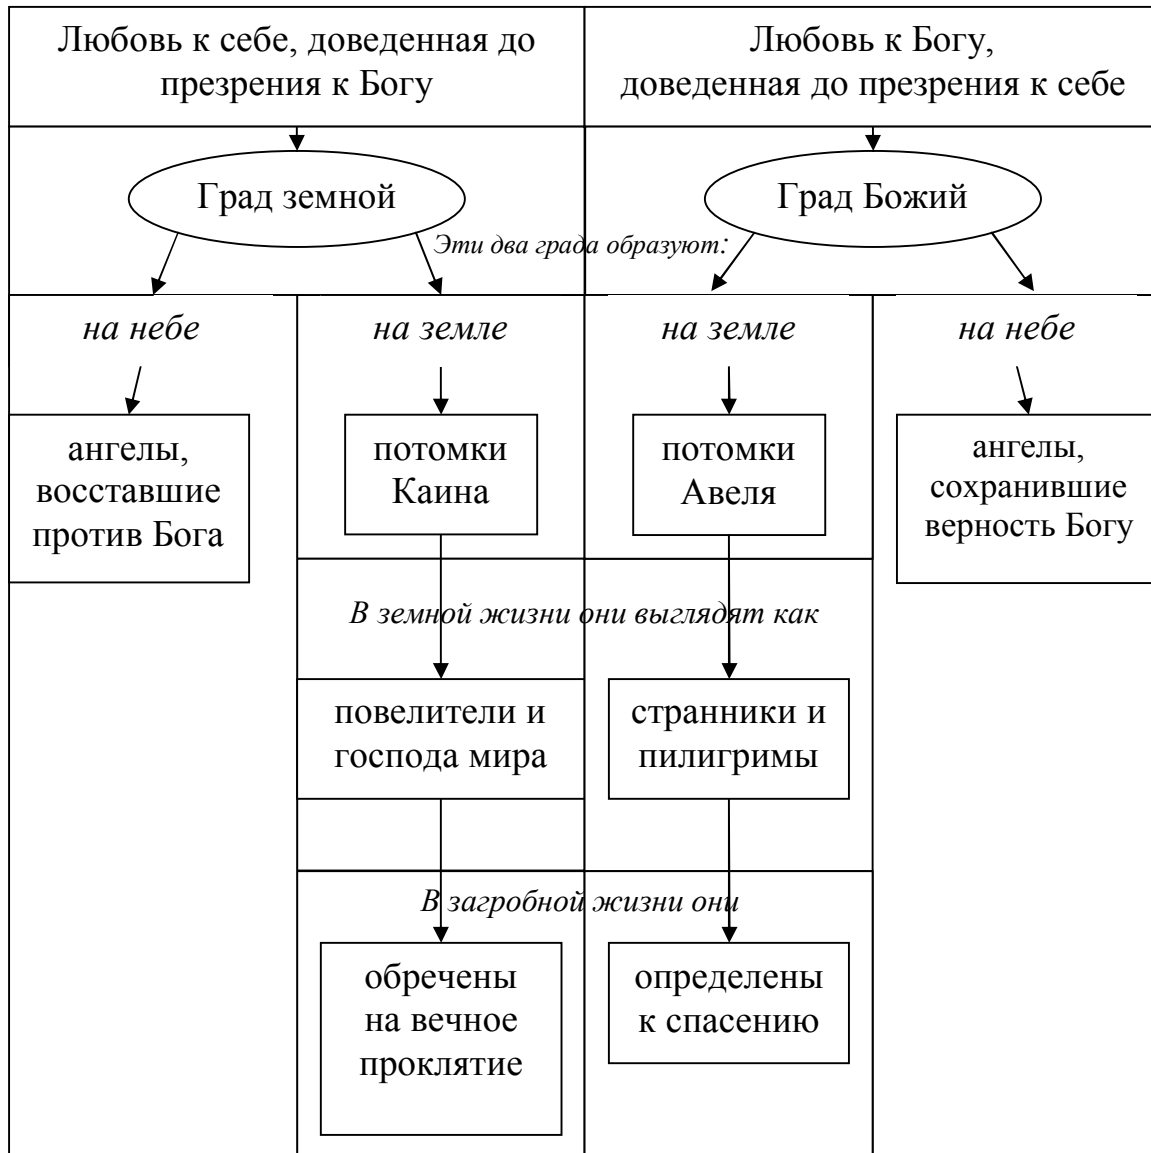 Любовь к себе, доведенная до
презрения к Богу
Любовь к Богу,
доведенная до презрения к себе
Град земной
Град Божий
Эти два града образуют:
на небе
на земле
на земле
на небе
ангелы,
восставшие
против Бога
потомки
Каина
потомки
Авеля
ангелы,
сохранившие
верность Богу
В земной жизни они выглядят как
повелители и
господа мира
странники и
пилигримы
В загробной жизни они
обречены
на вечное
проклятие
определены
к спасению